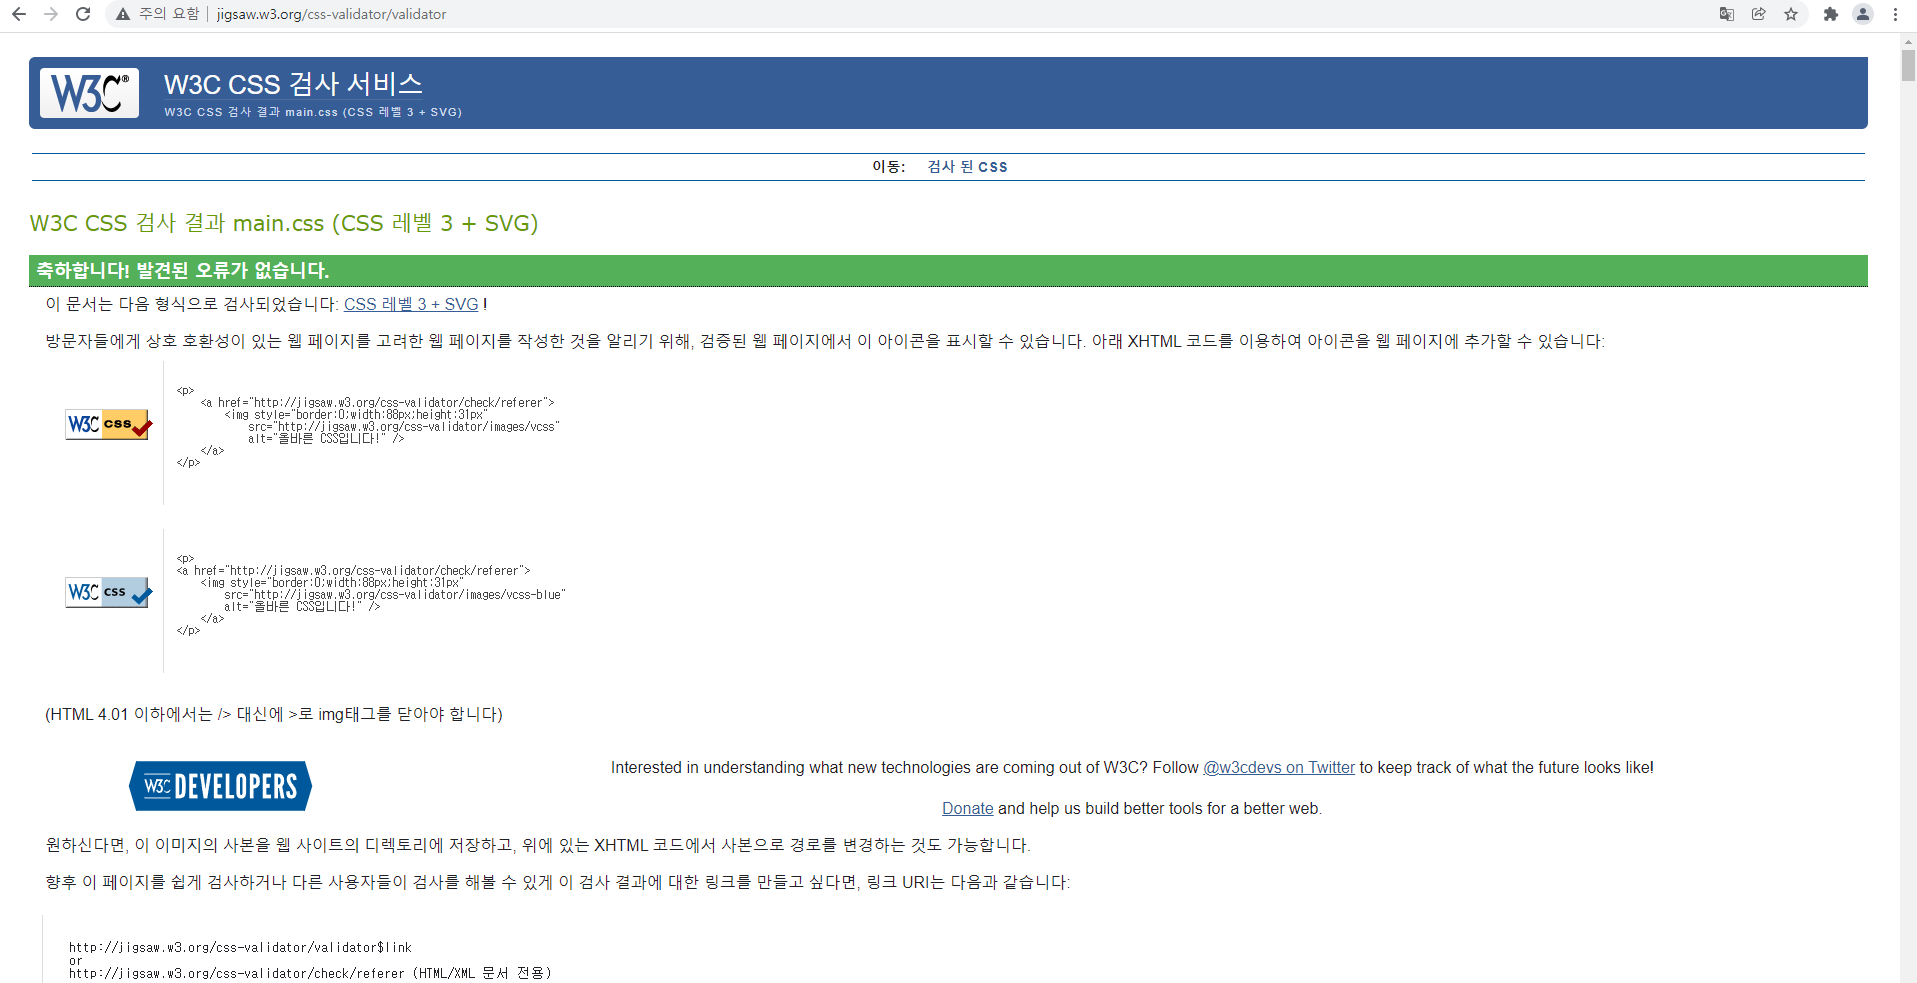 주의 요함 jigsaw.w3.org/css-validator/validator
W3C®
W3C CSS 검사 서비스
W3C CSS 검사 결과 main.css (CSS 레벨 3 + SVG)
이동: 검사 된 CSS
W3C CSS 검사 결과 main.css (CSS 레벨 3 + SVG)
축하합니다! 발견된 오류가 없습니다.
이 문서는 다음 형식으로 검사되었습니다: CSS 레벨 3 + SVG !
방문자들에게 상호 호환성이 있는 웹 페이지를 고려한 웹 페이지를 작성한 것을 알리기 위해, 검증된 웹 페이지에서 이 아이콘을 표시할 수 있습니다. 아래 XHTML 코드를 이용하여 아이콘을 웹 페이지에 추가할 수 있습니다:
W3C css
<p>
<a href="http://jigsaw.w3.org/css-validator/check/referer">
<img style="border:0;width:88px;height:31px"
src="http://jigsaw.w3.org/css-validator/images/vcss"
alt="올바른 CSS입니다!" />
</a>
</p>
W3C css
<p>
<a href="http://jigsaw.w3.org/css-validator/check/referer">
<img style="border:0;width:88px;height:31px"
src="http://jigsaw.w3.org/css-validator/images/vcss-blue"
alt="올바른 CSS입니다!" />
</a>
</p>
(HTML 4.01 이하에서는 /> 대신에 >로 img태그를 닫아야 합니다)
W3C DEVELOPERS
Interested in understanding what new technologies are coming out of W3C? Follow @w3cdevs on Twitter to keep track of what the future looks like!
Donate and help us build better tools for a better web.
원하신다면, 이 이미지의 사본을 웹 사이트의 디렉토리에 저장하고, 위에 있는 XHTML 코드에서 사본으로 경로를 변경하는 것도 가능합니다.
향후 이 페이지를 쉽게 검사하거나 다른 사용자들이 검사를 해볼 수 있게 이 검사 결과에 대한 링크를 만들고 싶다면, 링크 URI는 다음과 같습니다:
http://jigsaw.w3.org/css-validator/validator$link
or
http://jigsaw.w3.org/css-validator/check/referer (HTML/XML 문서 전용)